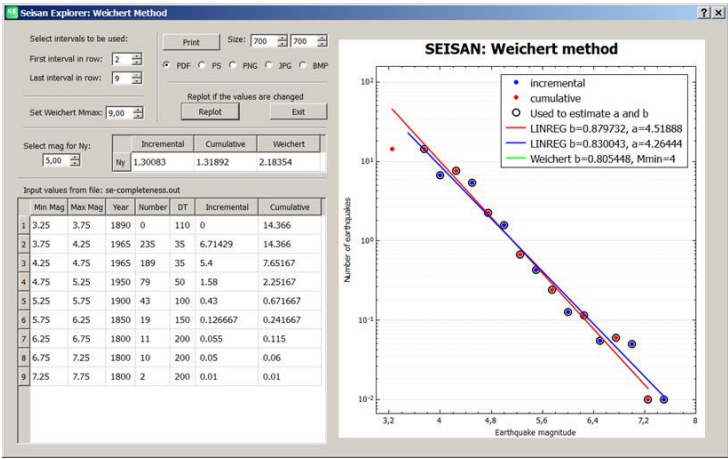 Seisan Explorer: Weichert Method
Select intervals to be used:
First interval in row: 2
Last interval in row: 9
Set Weichert Mmax: 9,00
Print Size: 700 700
PDF PS PNG JPG BMP
Replot if the values are changed
Replot Exit
Select mag for Ny:
5,00
Incremental Cumulative Weichert
Ny 1.30083 1.31892 2.18354
Input values from file: se-completeness.out
Min Mag Max Mag Year Number DT Incremental Cumulative
1 3.25 3.75 1890 0 110 0 14.366
2 3.75 4.25 1965 235 35 6.71429 14.366
3 4.25 4.75 1965 189 35 5.4 7.65167
4 4.75 5.25 1950 79 50 1.58 2.25167
5 5.25 5.75 1900 43 100 0.43 0.671667
6 5.75 6.25 1850 19 150 0.126667 0.241667
7 6.25 6.75 1800 11 200 0.055 0.115
8 6.75 7.25 1800 10 200 0.05 0.06
9 7.25 7.75 1800 2 200 0.01 0.01
SEISAN: Weichert method
incremental
cumulative
Used to estimate a and b
LINREG b=0.879732, a=4.51888
LINREG b=0.830043, a=4.26444
Weichert b=0.805448, Mmin=4
Number of earthquakes
10²
10¹
10⁰
10⁻¹
10⁻²
3,2 4 4,8 5,6 6,4 7,2 8
Earthquake magnitude